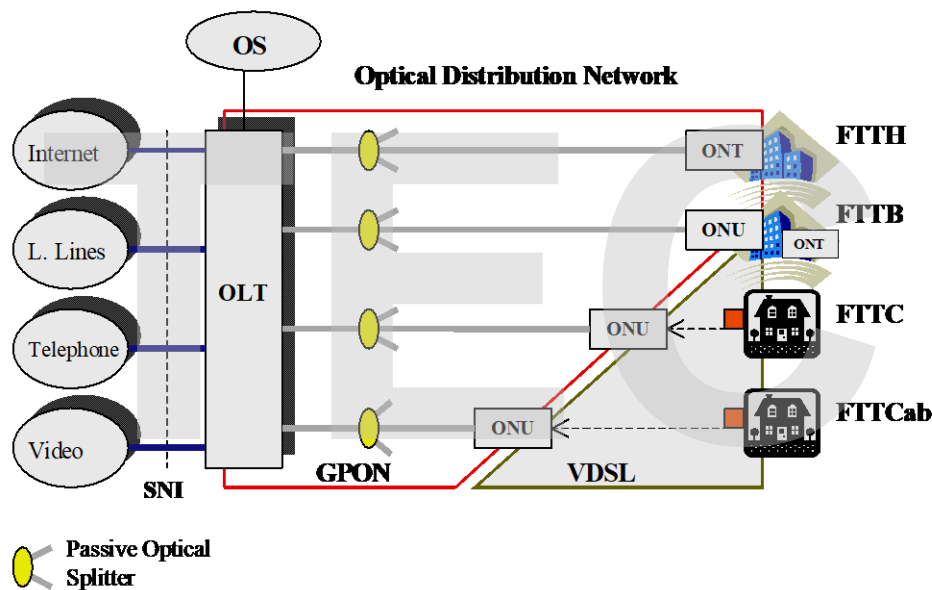 OS
Optical Distribution Network
Internet
L. Lines
Telephone
Video
SNI
OLT
GPON
VDSL
ONT
FTTH
ONU
ONT
FTTB
ONU
FTTC
ONU
FTTCab
Passive Optical
Splitter
TEC